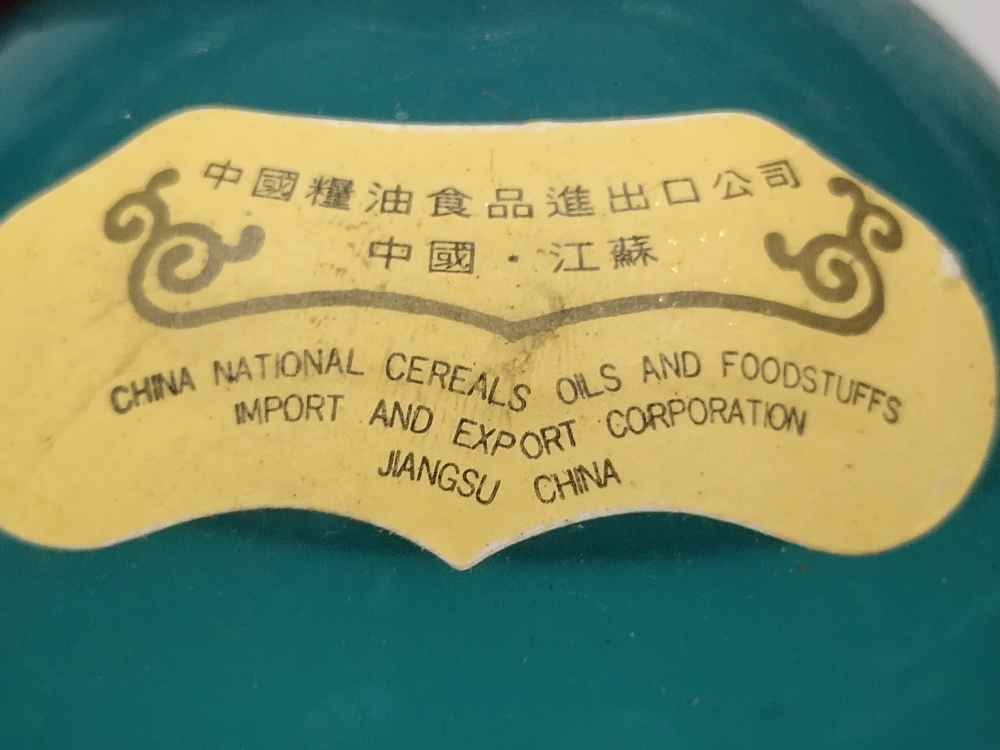 中國糧油食品進出口公司
中國·江蘇
CHINA NATIONAL CEREALS OILS AND FOODSTUFFS
IMPORT AND EXPORT CORPORATION
JIANGSU CHINA